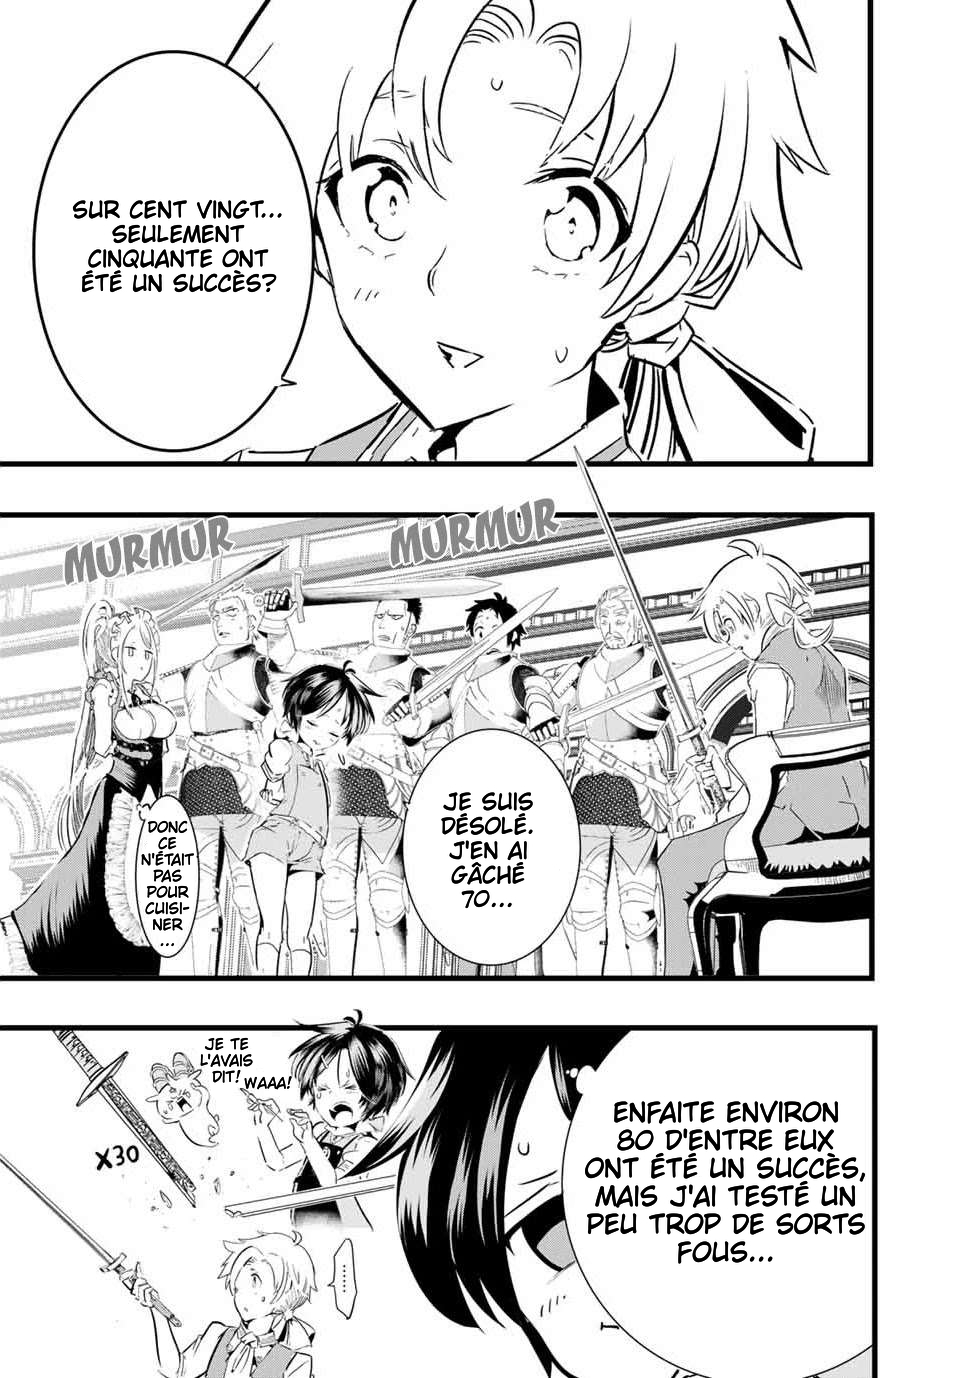 SUR CENT VINGT...
SEULEMENT
CINQUANTE ONT
ÉTÉ UN SUCCÈS?
MURMUR
MURMUR
JE SUIS
DÉSOLÉ.
J'EN AI
GÂCHÉ
70...
DONC
CE
N'ÉTAIT
PAS
POUR
CUISI-
NER
...
ENFAITE ENVIRON
80 D'ENTRE EUX
ONT ÉTÉ UN SUCCÈS,
MAIS J'AI TESTÉ UN
PEU TROP DE SORTS
FOUS...
JE TE
L'AVAIS
DIT!
WAAA!
X30
......